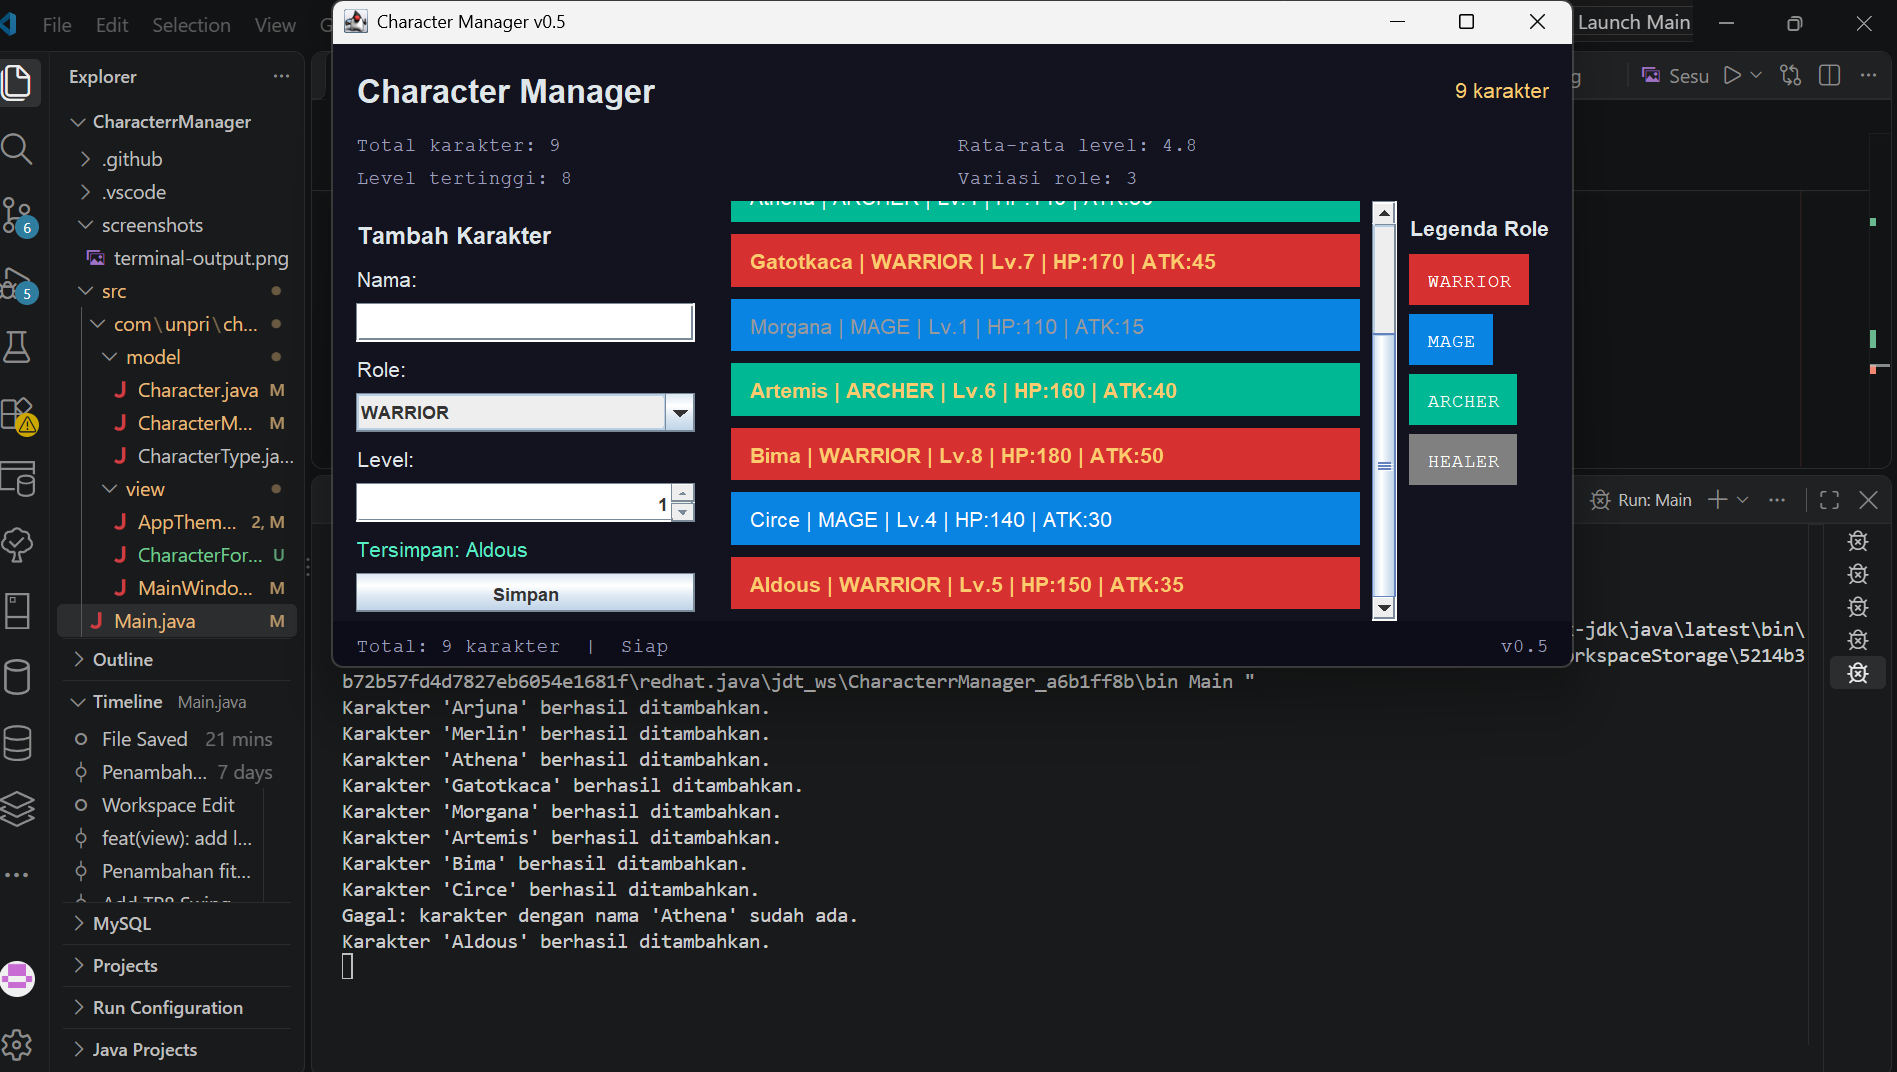 File Edit Selection View
Character Manager v0.5
Launch Main
Explorer
Sesu
CharacterrManager
.github
.vscode
screenshots
terminal-output.png
src
com\unpri\ch...
model
Character.java M
CharacterM... M
CharacterType.ja...
view
AppThem... 2, M
CharacterFor... U
MainWindo... M
Main.java M
Outline
Timeline Main.java
File Saved 21 mins
Penambah... 7 days
Workspace Edit
feat(view): add l...
Penambahan fit...
MySQL
Projects
Run Configuration
Java Projects
6
5
Character Manager
9 karakter
Total karakter: 9
Rata-rata level: 4.8
Level tertinggi: 8
Variasi role: 3
Tambah Karakter
Nama:
Role:
WARRIOR
Level:
1
Tersimpan: Aldous
Simpan
Athena | ARCHER | Lv.1 | HP:110 | ATK:
Gatotkaca | WARRIOR | Lv.7 | HP:170 | ATK:45
Morgana | MAGE | Lv.1 | HP:110 | ATK:15
Artemis | ARCHER | Lv.6 | HP:160 | ATK:40
Bima | WARRIOR | Lv.8 | HP:180 | ATK:50
Circe | MAGE | Lv.4 | HP:140 | ATK:30
Aldous | WARRIOR | Lv.5 | HP:150 | ATK:35
Legenda Role
WARRIOR
MAGE
ARCHER
HEALER
Total: 9 karakter | Siap
v0.5
Run: Main
-jdk\java\latest\bin\
rkspaceStorage\5214b3
b72b57fd4d7827eb6054e1681f\redhat.java\jdt_ws\CharacterrManager_a6b1ff8b\bin Main "
Karakter 'Arjuna' berhasil ditambahkan.
Karakter 'Merlin' berhasil ditambahkan.
Karakter 'Athena' berhasil ditambahkan.
Karakter 'Gatotkaca' berhasil ditambahkan.
Karakter 'Morgana' berhasil ditambahkan.
Karakter 'Artemis' berhasil ditambahkan.
Karakter 'Bima' berhasil ditambahkan.
Karakter 'Circe' berhasil ditambahkan.
Gagal: karakter dengan nama 'Athena' sudah ada.
Karakter 'Aldous' berhasil ditambahkan.